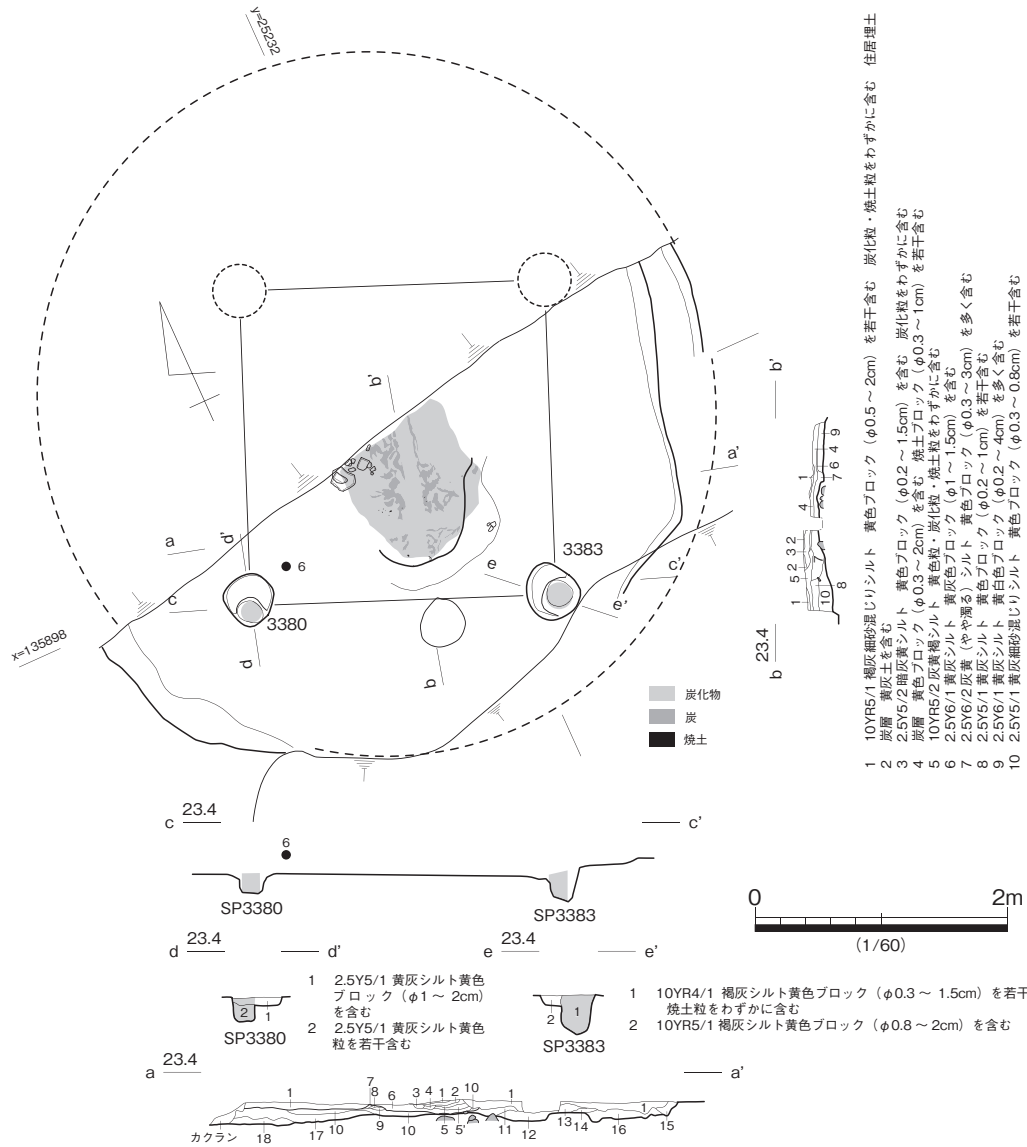 y=25232
b'
a'
a
d'
c
6
3380
d
x=135898
b
e
3383
c'
e'
炭化物
炭
焼土
1 10YR5/1 褐灰細砂混じりシルト 黄色ブロック（φ0.5～2cm）を若干含む 炭化粒・焼土粒をわずかに含む 住居埋土
2 炭層 黄灰土を含む
3 2.5Y5/2 暗灰黄シルト 黄色ブロック（φ0.2～1.5cm）を含む 炭化粒をわずかに含む
4 炭層 黄色ブロック（φ0.3～2cm）を含む 焼土ブロック（φ0.3～1cm）を若干含む
5 10YR5/2 灰黄褐シルト 黄色粒・炭化粒・焼土粒をわずかに含む
6 2.5Y6/1 黄灰シルト 黄灰色ブロック（φ1～1.5cm）を含む
7 2.5Y6/2 灰黄（やや濁る）シルト 黄色ブロック（φ0.3～3cm）を多く含む
8 2.5Y5/1 黄灰シルト 黄色ブロック（φ0.2～1cm）を若干含む
9 2.5Y6/1 黄灰シルト 黄白色ブロック（φ0.2～4cm）を多く含む
10 2.5Y5/1 黄灰細砂混じりシルト 黄色ブロック（φ0.3～0.8cm）を若干含む
b 23.4 b'
1 5 2 3 2 4 1
10 8 7 6 4 9
c 23.4 c'
6
SP3380 SP3383
0 2m
(1/60)
d 23.4 d'
2 1
SP3380
1 2.5Y5/1 黄灰シルト黄色
ブロック（φ1～ 2cm）
を含む
2 2.5Y5/1 黄灰シルト黄色
粒を若干含む
e 23.4 e'
2 1
SP3383
1 10YR4/1 褐灰シルト黄色ブロック（φ0.3～ 1.5cm）を若干
焼土粒をわずかに含む
2 10YR5/1 褐灰シルト黄色ブロック（φ0.8～2cm）を含む
a 23.4 a'
1 7 8 6 3 4 1 2 10 1 1
カクラン 18 17 10 9 10 5 5' 11 12 13 14 16 15